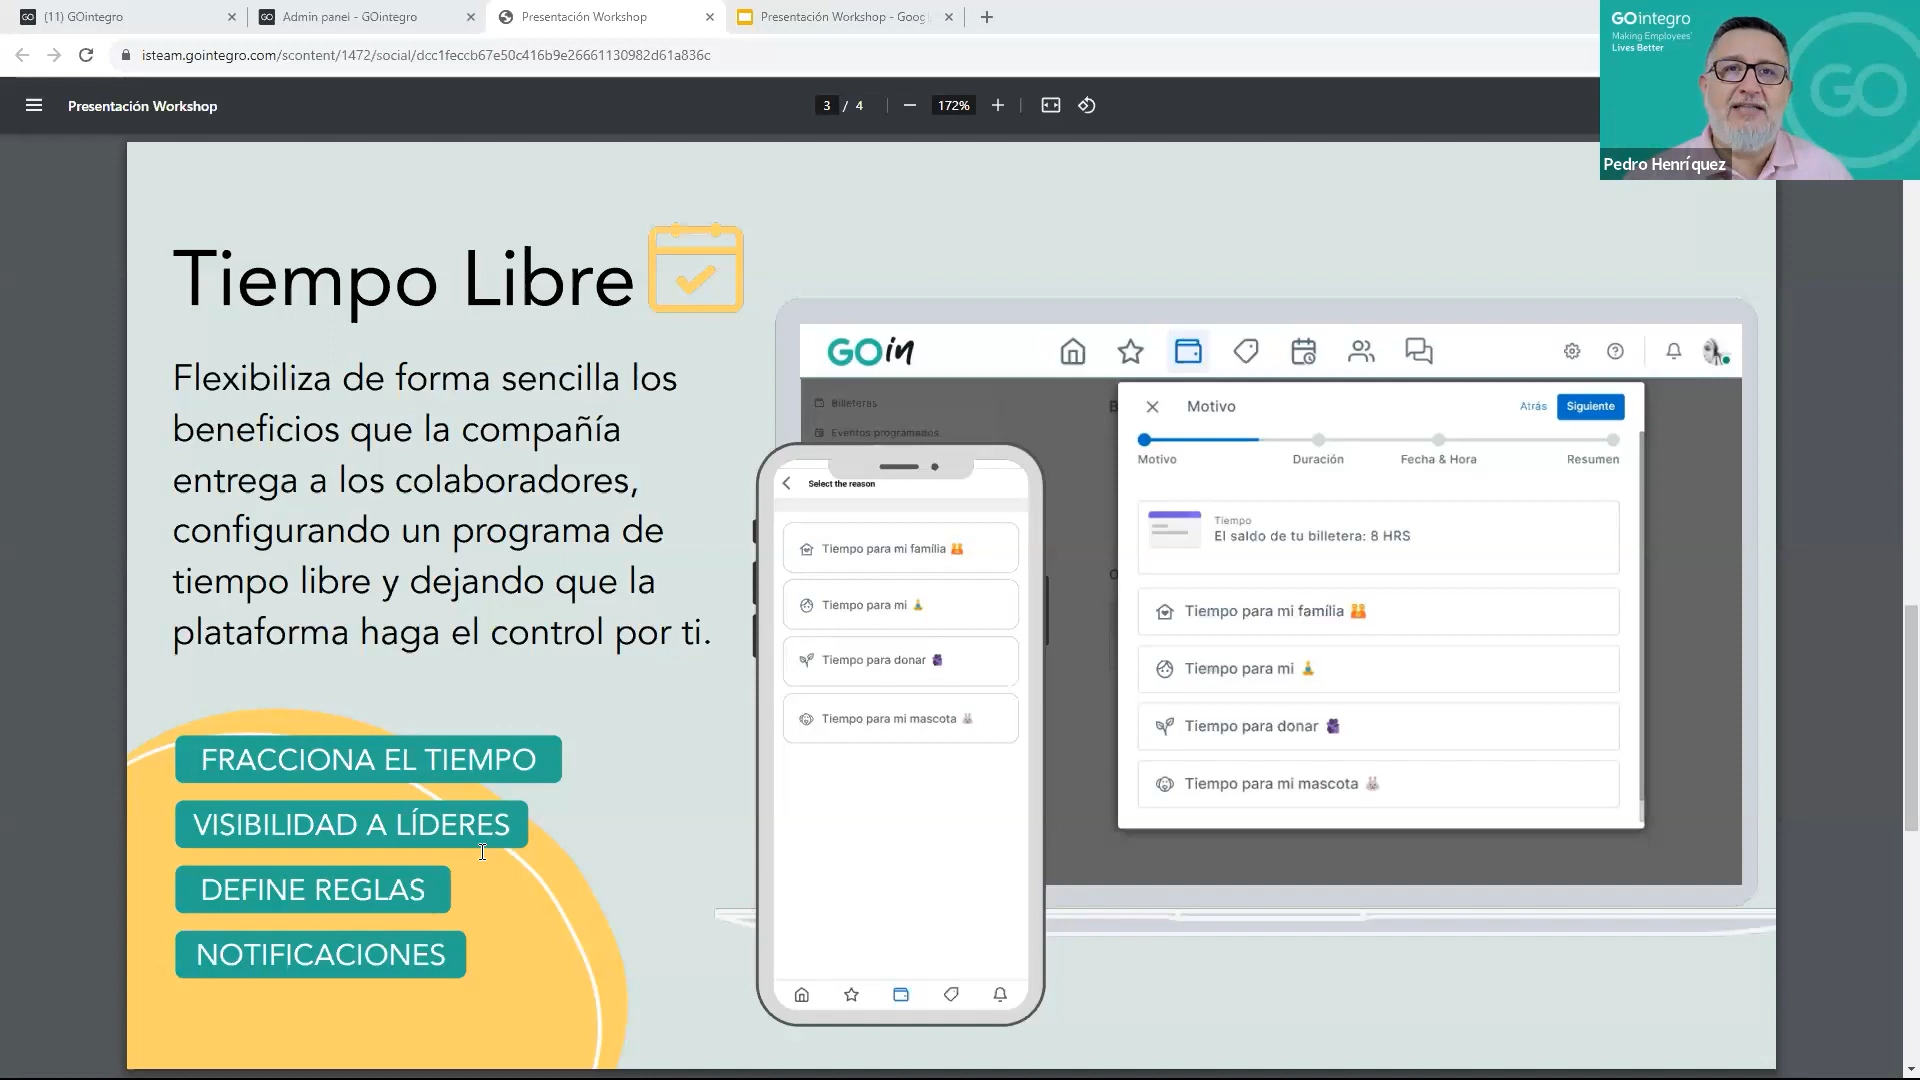 (11) GOintegro
Admin panel - GOintegro
Presentación Workshop
Presentación Workshop - Goog
isteam.gointegro.com/scontent/1472/social/dcc1feccb67e50c416b9e26661130982d61a836c
GOintegro
Making Employees'
Lives Better
GO
Pedro Henríquez
Presentación Workshop
3 / 4
172%
Tiempo Libre
Flexibiliza de forma sencilla los
beneficios que la compañía
entrega a los colaboradores,
configurando un programa de
tiempo libre y dejando que la
plataforma haga el control por ti.
FRACCIONA EL TIEMPO
VISIBILIDAD A LÍDERES
DEFINE REGLAS
NOTIFICACIONES
Select the reason
Tiempo para mi família
Tiempo para mi
Tiempo para donar
Tiempo para mi mascota
GOin
Billeteras
Eventos programados
Motivo
Atrás
Siguiente
Motivo
Duración
Fecha & Hora
Resumen
Tiempo
El saldo de tu billetera: 8 HRS
Tiempo para mi família
Tiempo para mi
Tiempo para donar
Tiempo para mi mascota